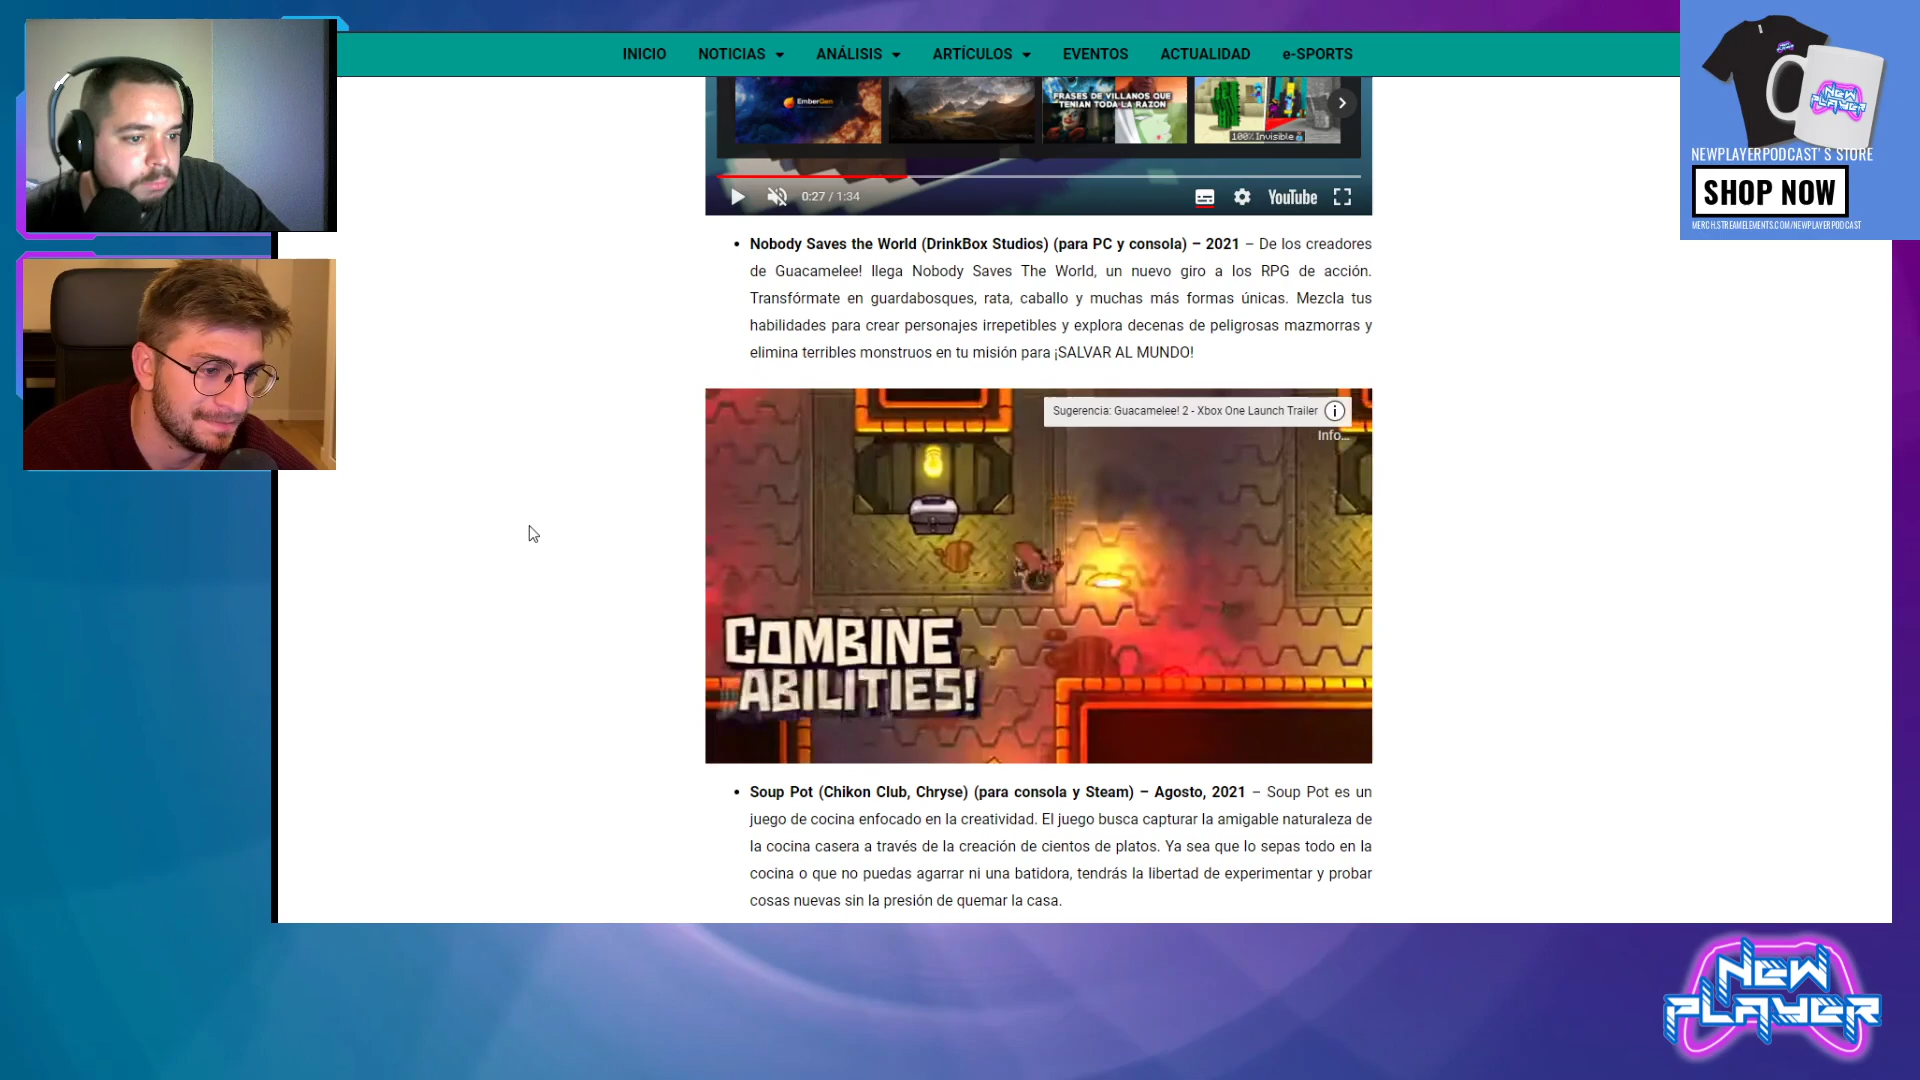 INICIO NOTICIAS ANÁLISIS ARTÍCULOS EVENTOS ACTUALIDAD e-SPORTS
NEW PLAYER
NEWPLAYERPODCAST'S STORE
SHOP NOW
MERCH.STREAMELEMENTS.COM/NEWPLAYERPODCAST
EmberGen
FRASES DE VILLANOS QUE
TENIAN TODA LA RAZON
100% Invisible
0:27 / 1:34
YouTube
• Nobody Saves the World (DrinkBox Studios) (para PC y consola) – 2021 – De los creadores
de Guacamelee! llega Nobody Saves The World, un nuevo giro a los RPG de acción.
Transfórmate en guardabosques, rata, caballo y muchas más formas únicas. Mezcla tus
habilidades para crear personajes irrepetibles y explora decenas de peligrosas mazmorras y
elimina terribles monstruos en tu misión para ¡SALVAR AL MUNDO!
Sugerencia: Guacamelee! 2 - Xbox One Launch Trailer
Info...
COMBINE
ABILITIES!
• Soup Pot (Chikon Club, Chryse) (para consola y Steam) – Agosto, 2021 – Soup Pot es un
juego de cocina enfocado en la creatividad. El juego busca capturar la amigable naturaleza de
la cocina casera a través de la creación de cientos de platos. Ya sea que lo sepas todo en la
cocina o que no puedas agarrar ni una batidora, tendrás la libertad de experimentar y probar
cosas nuevas sin la presión de quemar la casa.
NEW
PLAYER